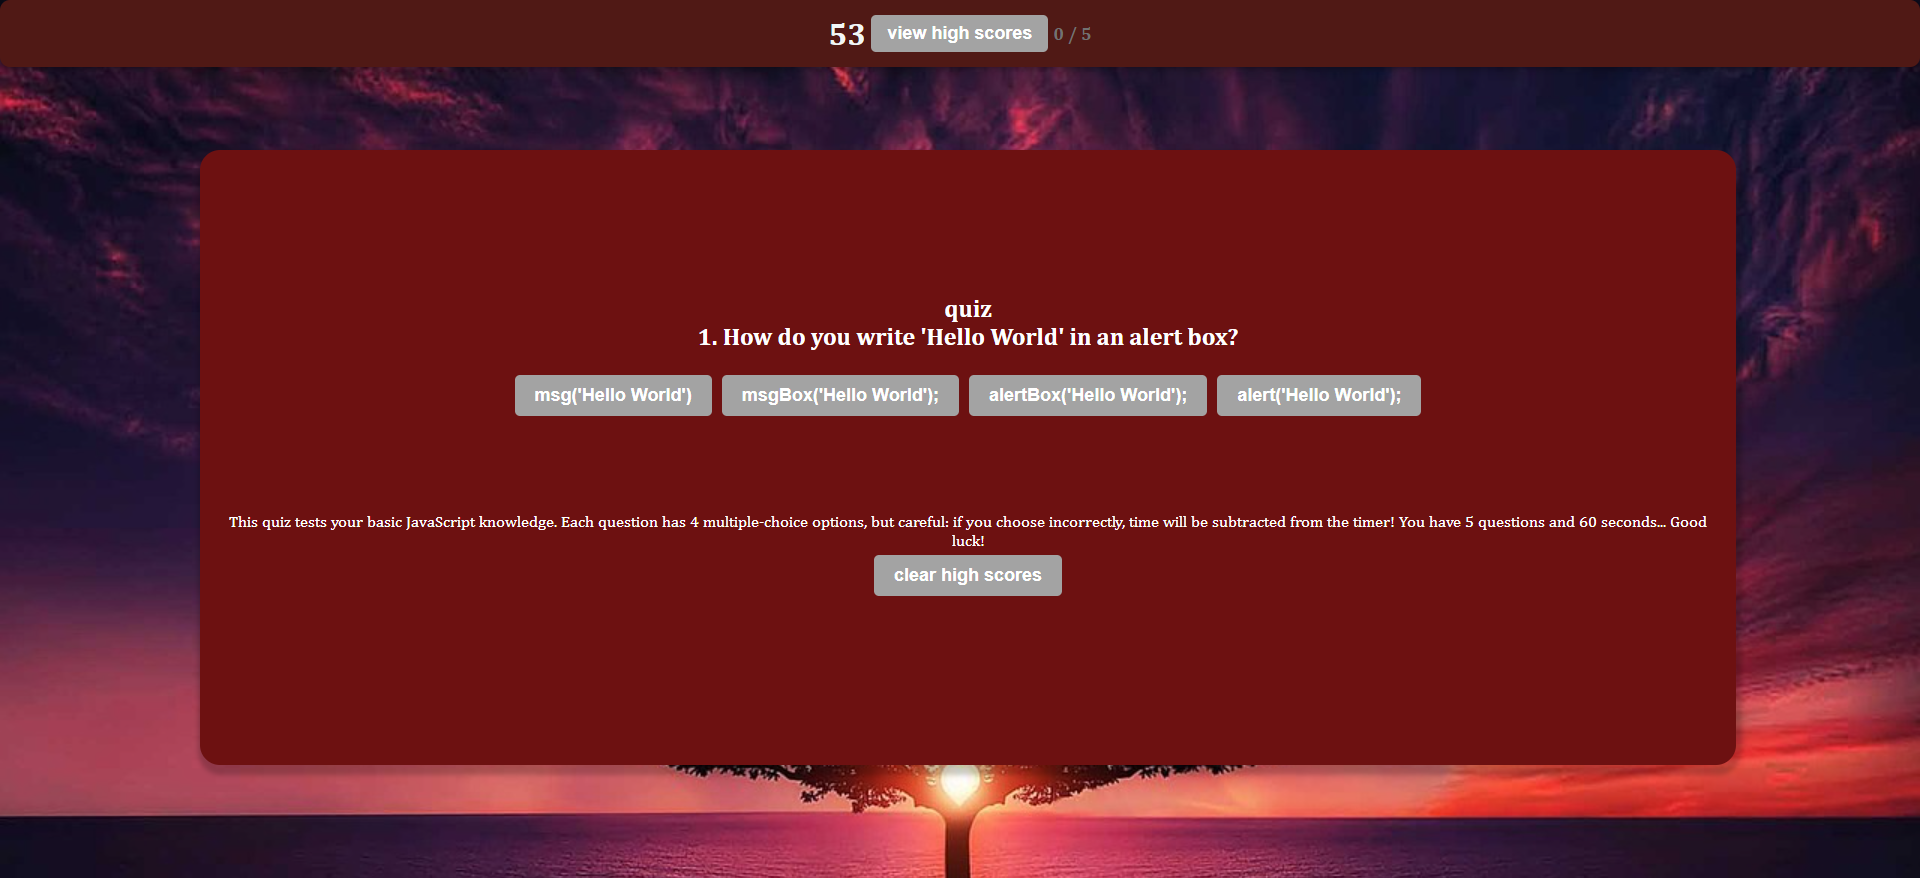 53 view high scores 0 / 5
quiz
1. How do you write 'Hello World' in an alert box?
msg('Hello World') msgBox('Hello World'); alertBox('Hello World'); alert('Hello World');
This quiz tests your basic JavaScript knowledge. Each question has 4 multiple-choice options, but careful: if you choose incorrectly, time will be subtracted from the timer! You have 5 questions and 60 seconds... Good
luck!
clear high scores